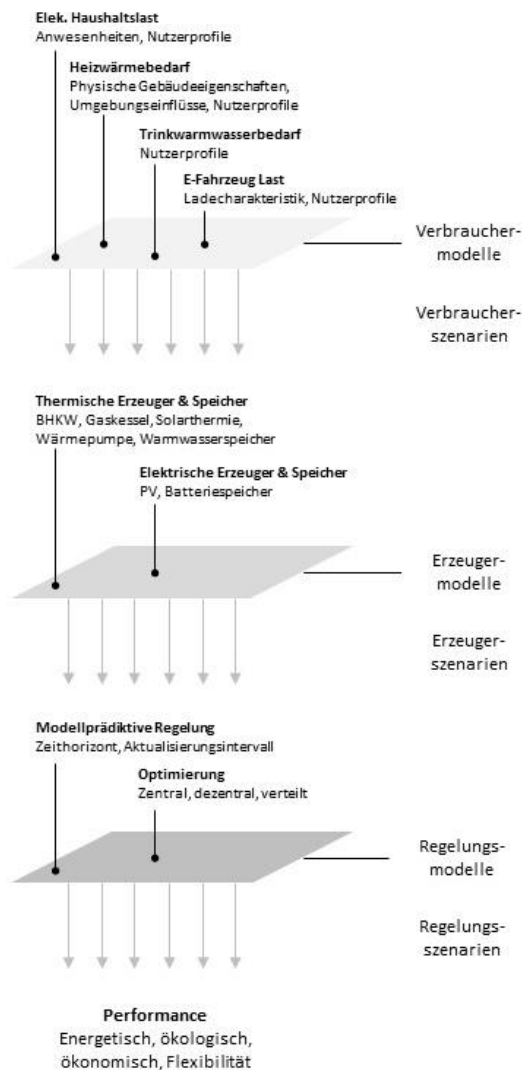 Elek. Haushaltslast
Anwesenheiten, Nutzerprofile
Heizwärmebedarf
Physische Gebäudeeigenschaften,
Umgebungseinflüsse, Nutzerprofile
Trinkwarmwasserbedarf
Nutzerprofile
E-Fahrzeug Last
Ladecharakteristik, Nutzerprofile
Verbraucher-
modelle
Verbraucher-
szenarien
Thermische Erzeuger & Speicher
BHKW, Gaskessel, Solarthermie,
Wärmepumpe, Warmwasserspeicher
Elektrische Erzeuger & Speicher
PV, Batteriespeicher
Erzeuger-
modelle
Erzeuger-
szenarien
Modellprädiktive Regelung
Zeithorizont, Aktualisierungsintervall
Optimierung
Zentral, dezentral, verteilt
Regelungs-
modelle
Regelungs-
szenarien
Performance
Energetisch, ökologisch,
ökonomisch, Flexibilität